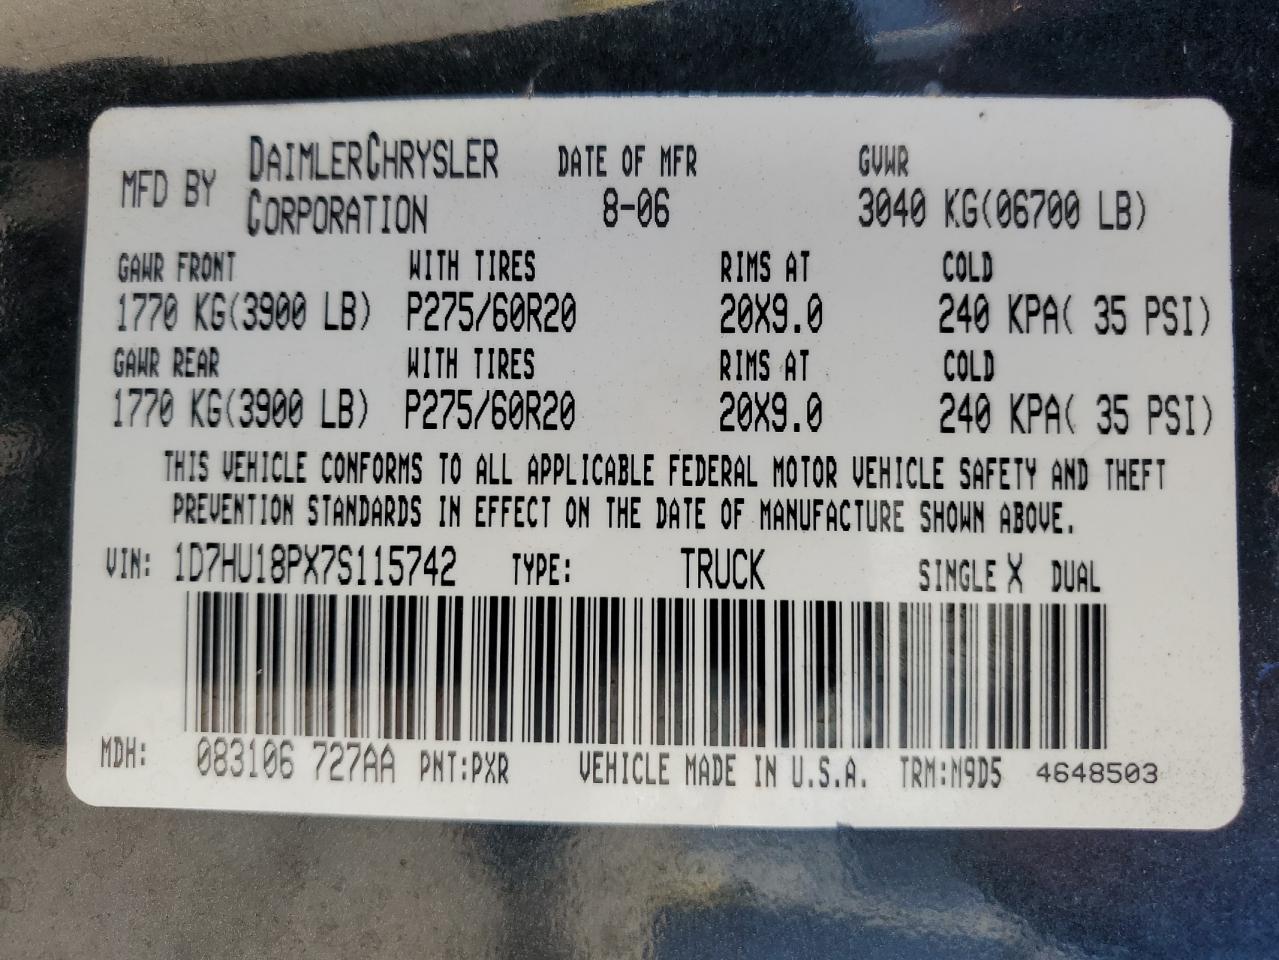 MFD BY DAIMLERCHRYSLER CORPORATION DATE OF MFR 8-06 GVWR 3040 KG(06700 LB)
GAWR FRONT WITH TIRES RIMS AT COLD
1770 KG(3900 LB) P275/60R20 20X9.0 240 KPA( 35 PSI)
GAWR REAR WITH TIRES RIMS AT COLD
1770 KG(3900 LB) P275/60R20 20X9.0 240 KPA( 35 PSI)
THIS VEHICLE CONFORMS TO ALL APPLICABLE FEDERAL MOTOR VEHICLE SAFETY AND THEFT
PREVENTION STANDARDS IN EFFECT ON THE DATE OF MANUFACTURE SHOWN ABOVE.
VIN: 1D7HU18PX7S115742 TYPE: TRUCK SINGLE X DUAL
MDH: 083106 727AA PNT:PXR VEHICLE MADE IN U.S.A. TRM:M9D5 4648503